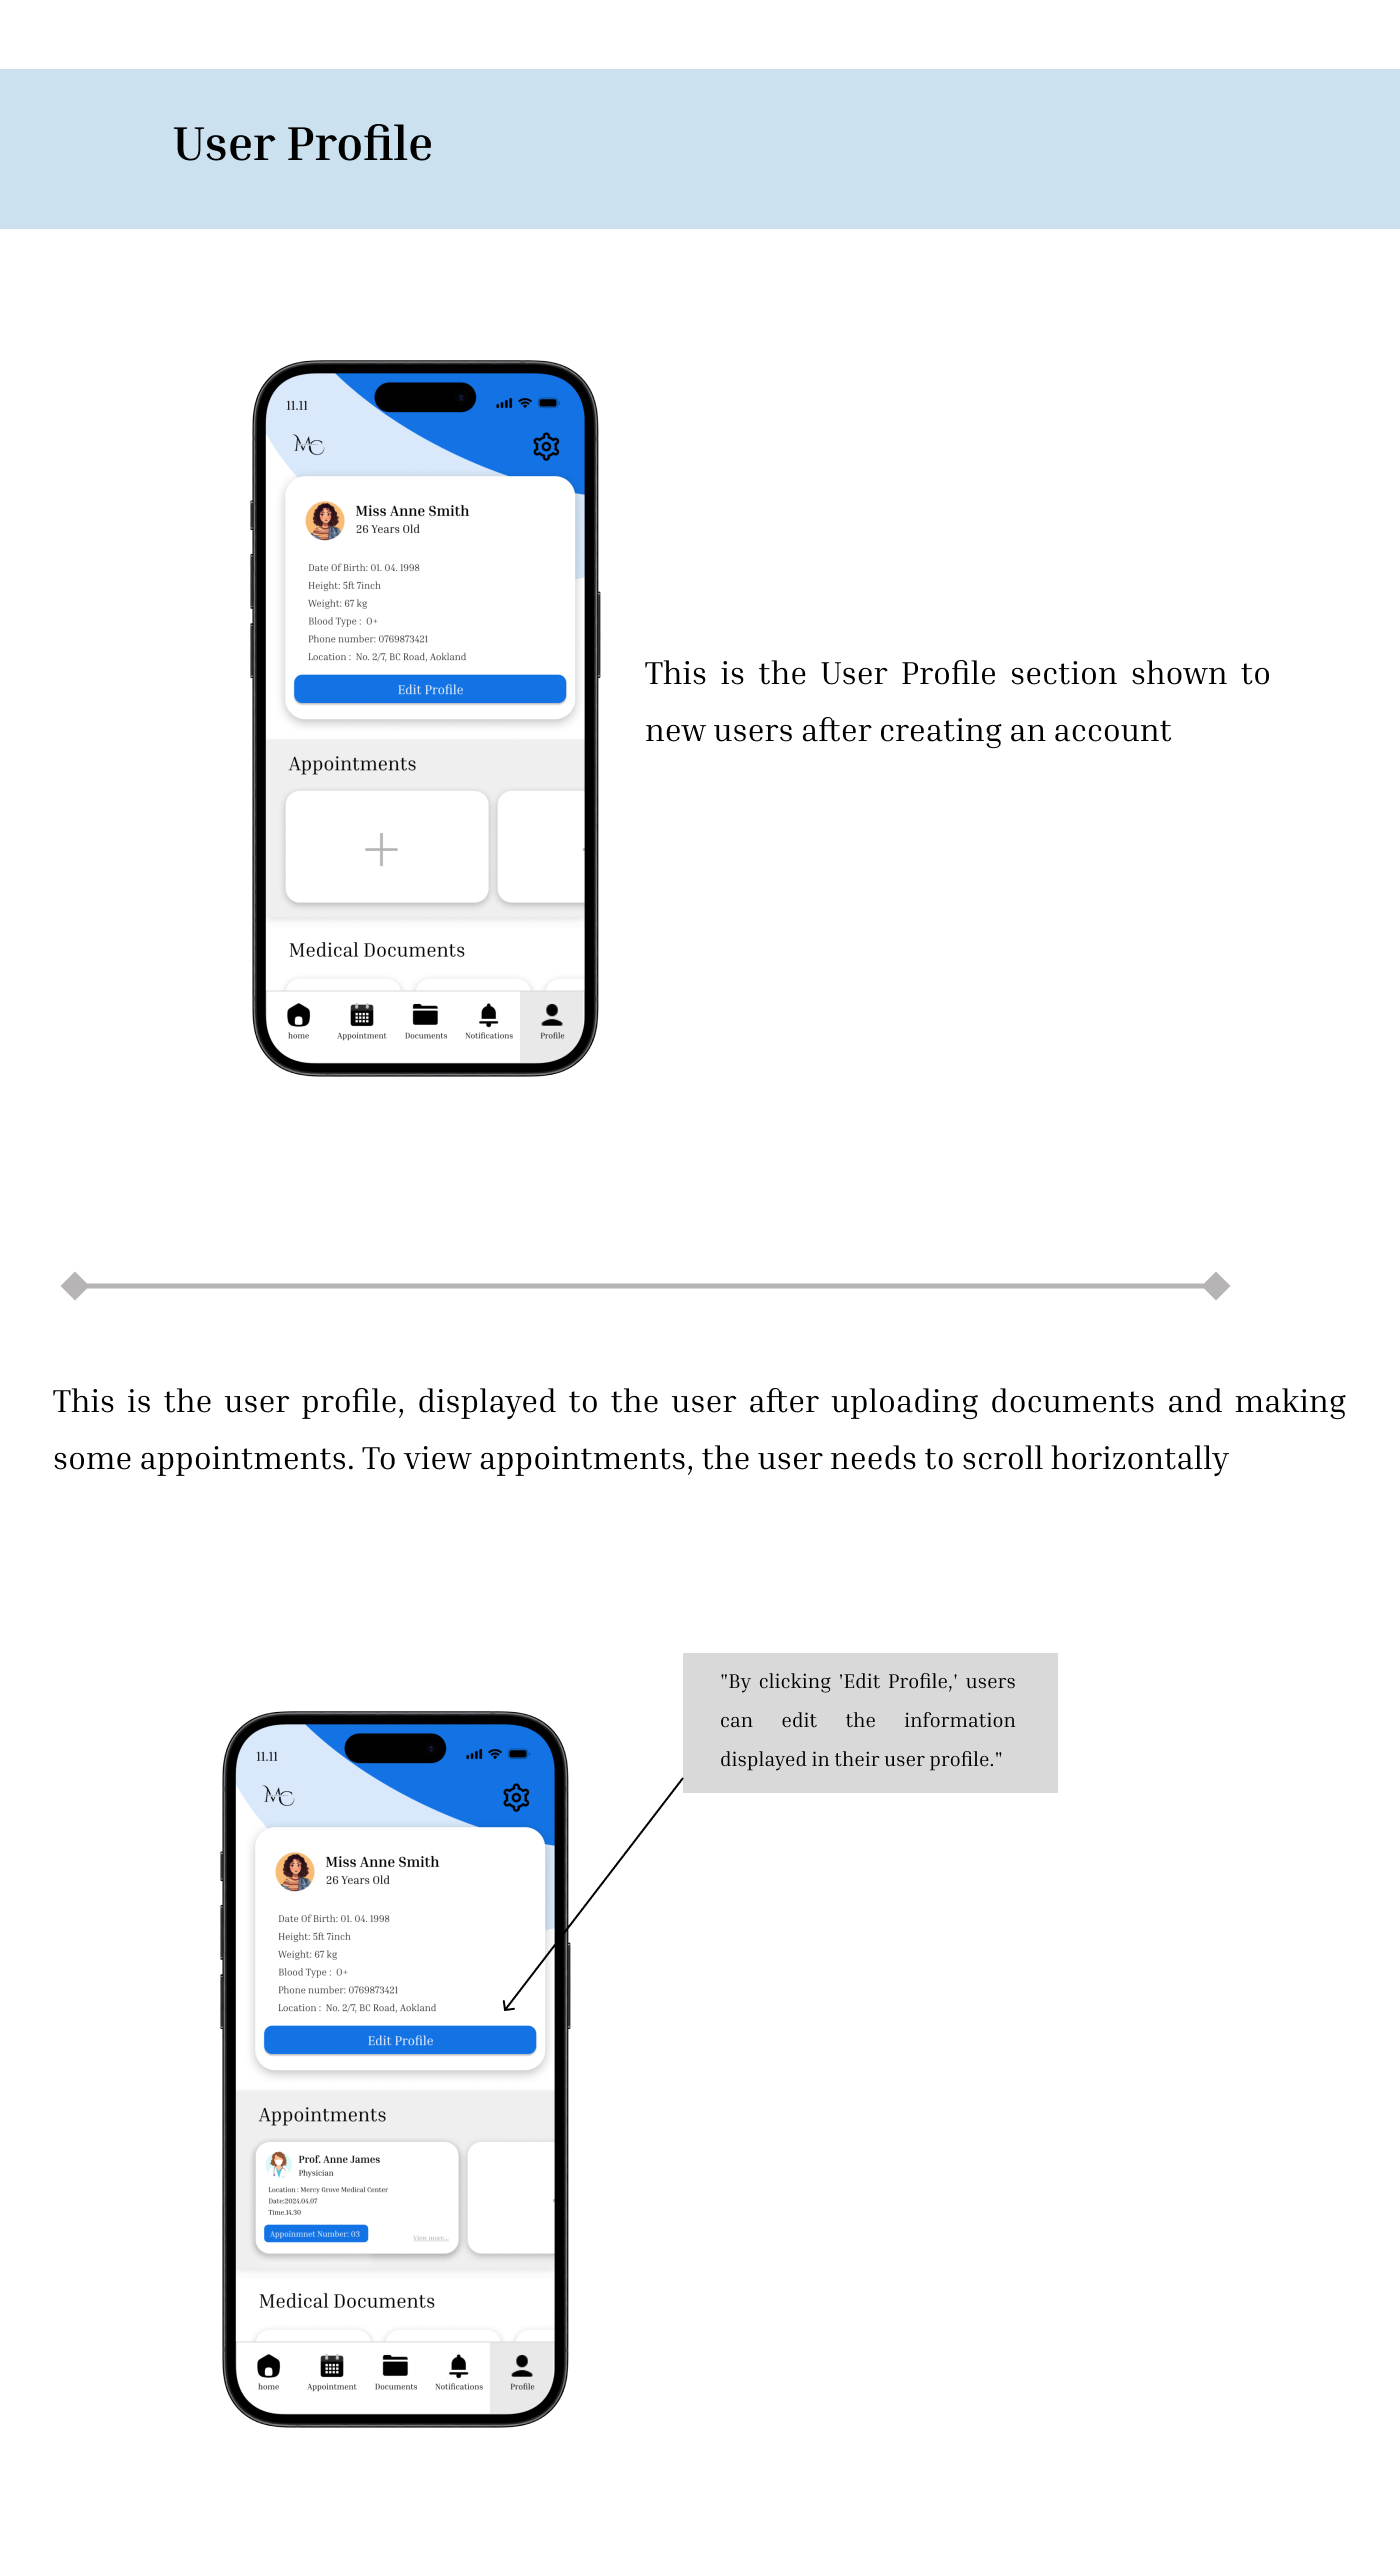 User Profile
11.11
MC
Miss Anne Smith
26 Years Old
Date Of Birth: 01. 04. 1998
Height: 5ft 7inch
Weight: 67 kg
Blood Type :  O+
Phone number: 0769873421
Location :  No. 2/7, BC Road, Aokland
Edit Profile
Appointments
Medical Documents
home Appointment Documents Notifications Profile
This is the User Profile section shown to
new users after creating an account
This is the user profile, displayed to the user after uploading documents and making
some appointments. To view appointments, the user needs to scroll horizontally
"By clicking 'Edit Profile,' users
can edit the information
displayed in their user profile."
11.11
MC
Miss Anne Smith
26 Years Old
Date Of Birth: 01. 04. 1998
Height: 5ft 7inch
Weight: 67 kg
Blood Type :  O+
Phone number: 0769873421
Location :  No. 2/7, BC Road, Aokland
Edit Profile
Appointments
Prof. Anne James
Physician
Location : Mercy Grove Medical Center
Date:2024.04.07
Time.14.30
Appoinmnet Number: 03
View more...
Medical Documents
home Appointment Documents Notifications Profile